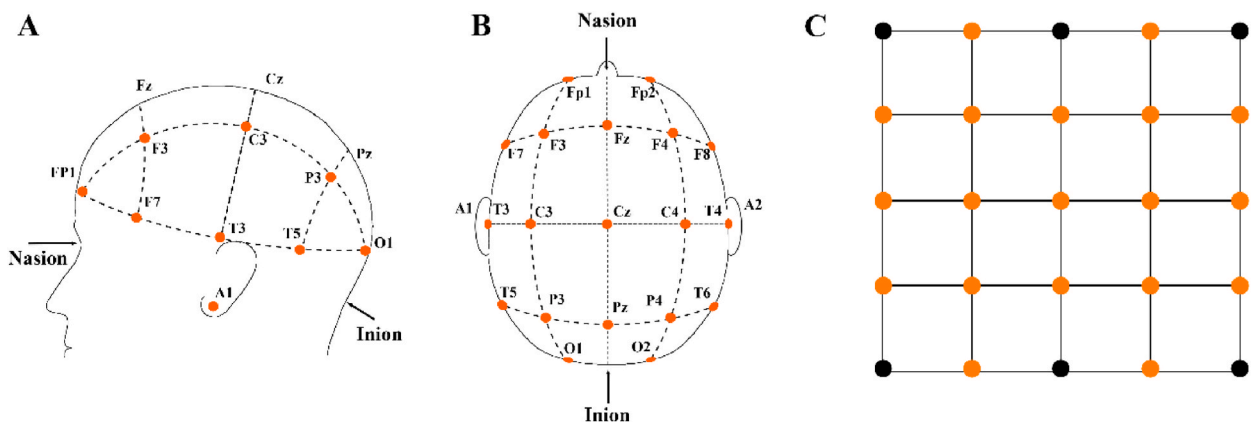 A
Fz
Cz
F3
C3
Pz
FP1
P3
F7
T3
T5
O1
Nasion
A1
Inion
B
Nasion
Fp1
Fp2
F7
F3
Fz
F4
F8
A1
T3
C3
Cz
C4
T4
A2
T5
P3
Pz
P4
T6
O1
O2
Inion
C